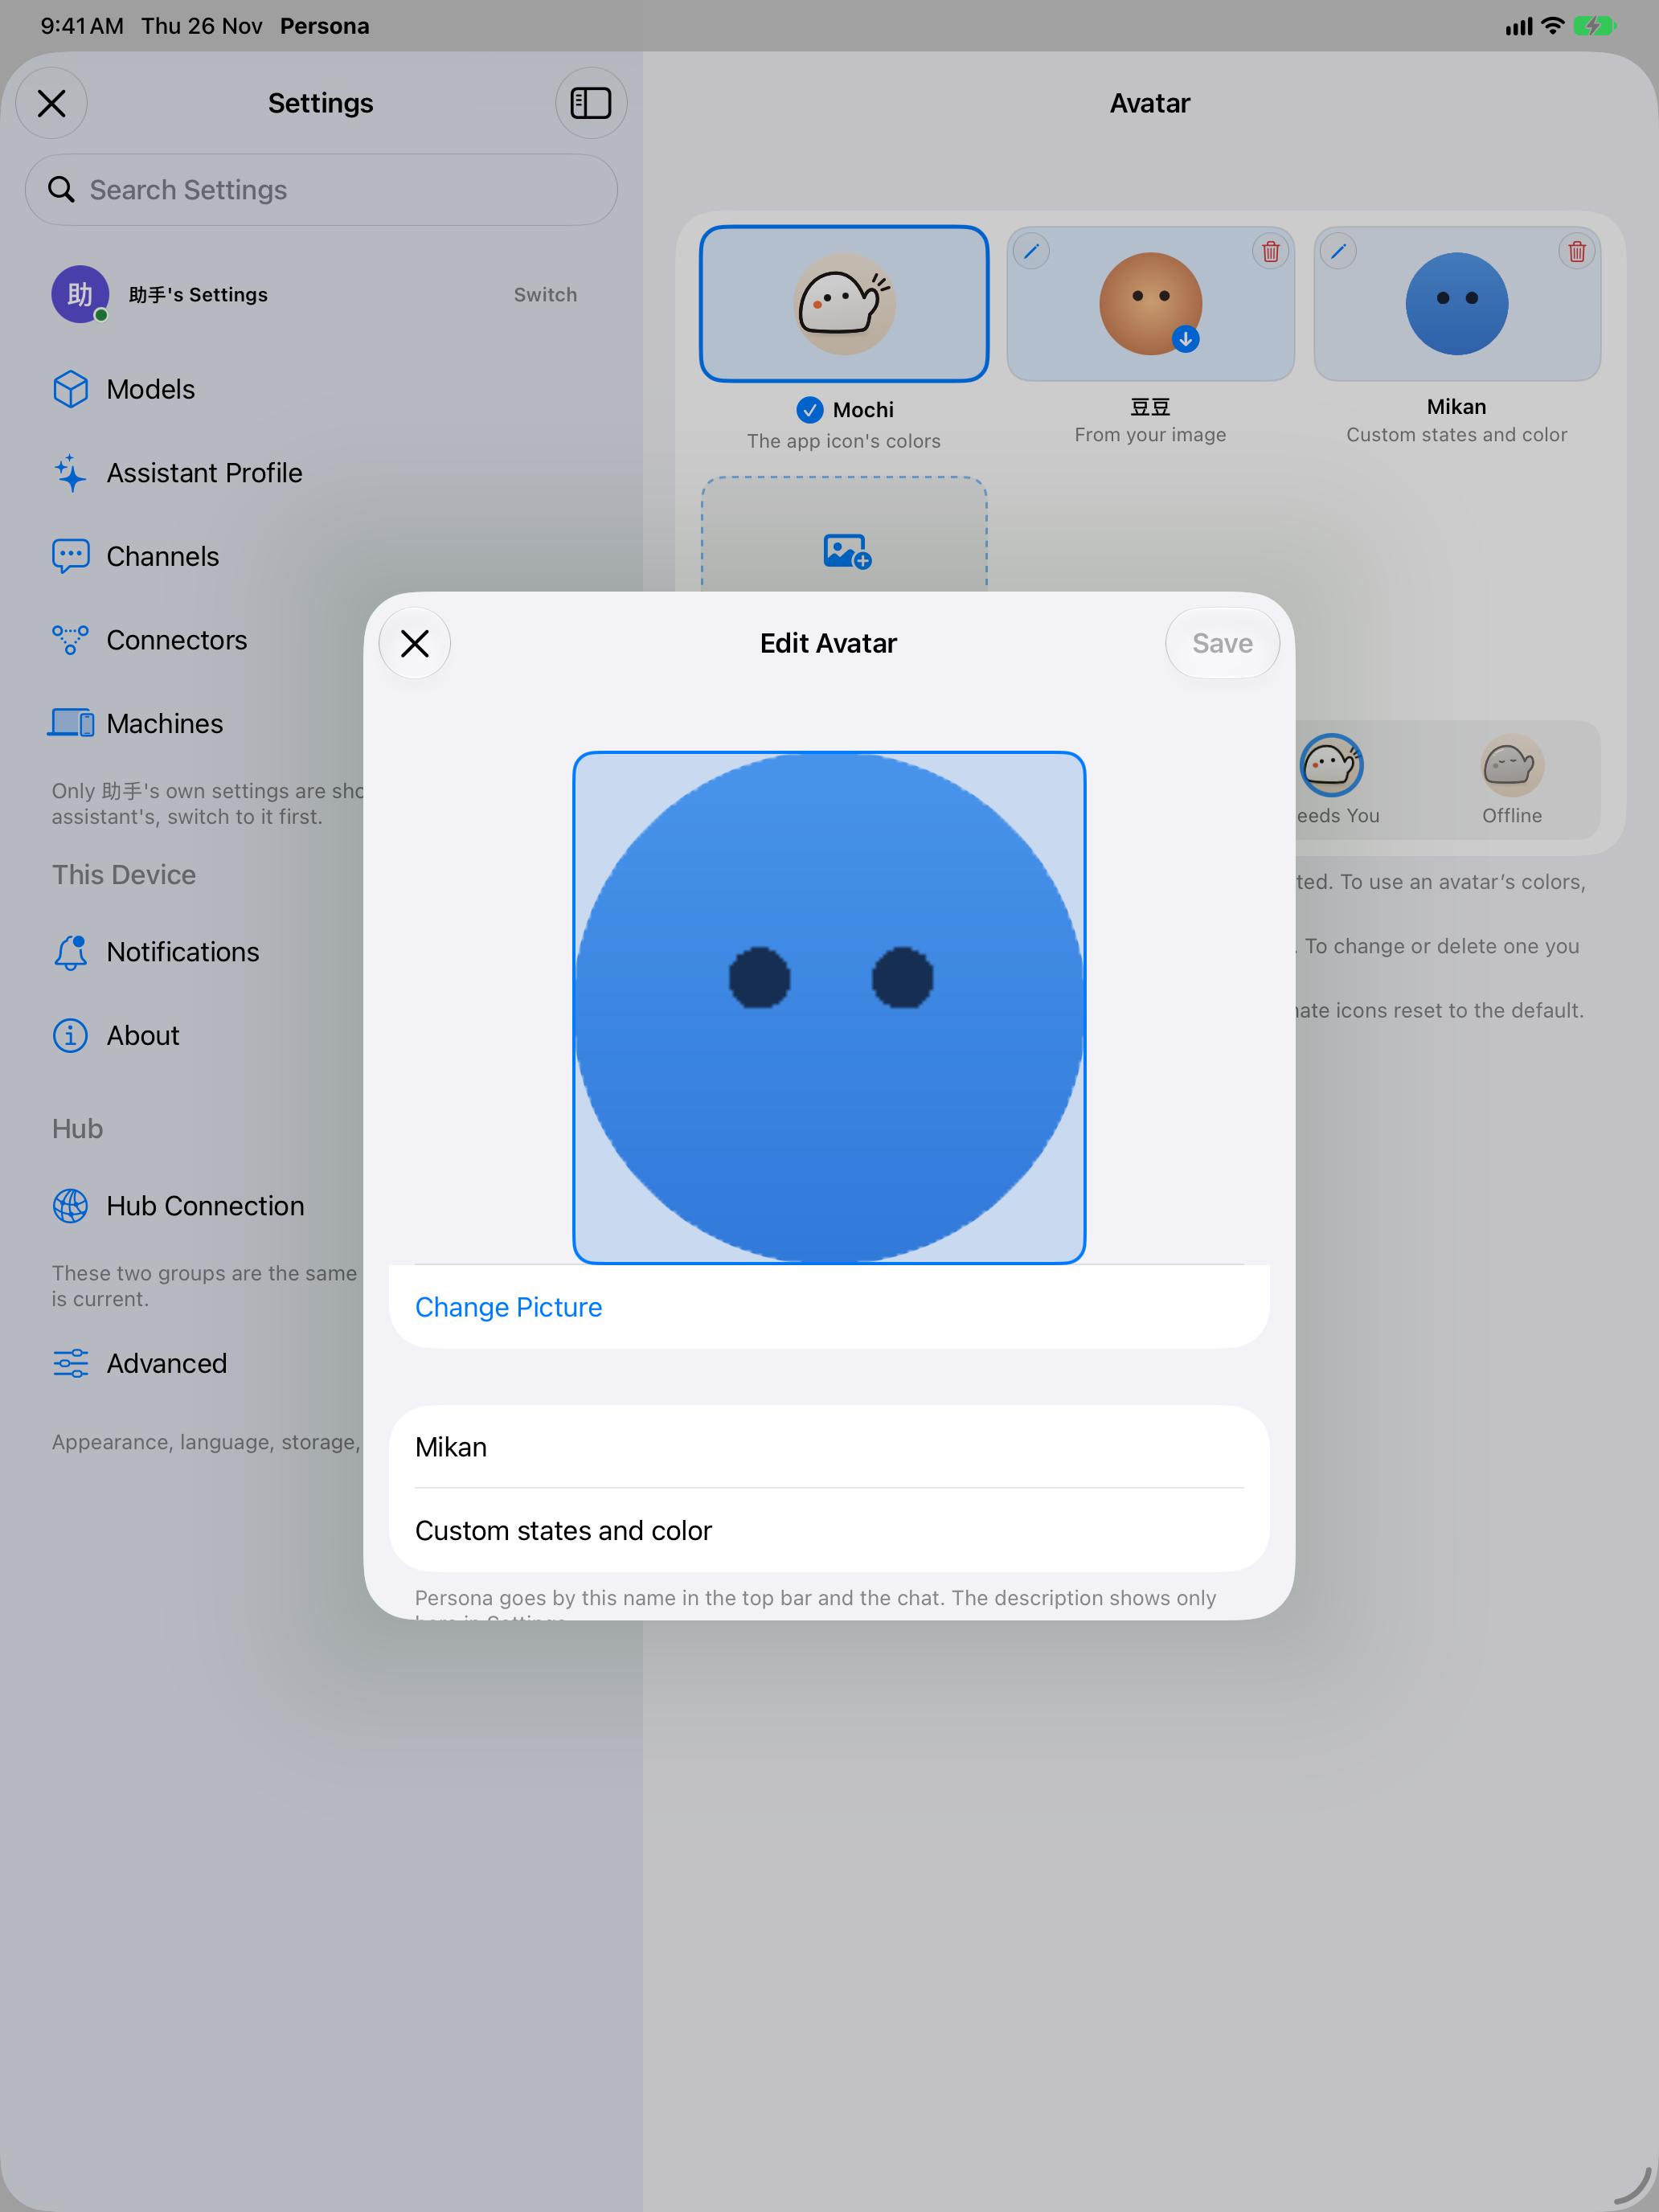 9:41 AM Thu 26 Nov Persona
Settings
Search Settings
助
助手's Settings
Switch
Models
Assistant Profile
Channels
Connectors
Machines
Only 助手's own settings are
assistant's, switch to it first.
This Device
Notifications
About
Hub
Hub Connection
These two groups are the same
is current.
Advanced
Appearance, language, storage,
Avatar
Mochi
The app icon's colors
豆豆
From your image
Mikan
Custom states and color
eeds You
Offline
ted. To use an avatar’s colors,
. To change or delete one you
icons reset to the default.
Edit Avatar
Save
Change Picture
Mikan
Custom states and color
Persona goes by this name in the top bar and the chat. The description shows only